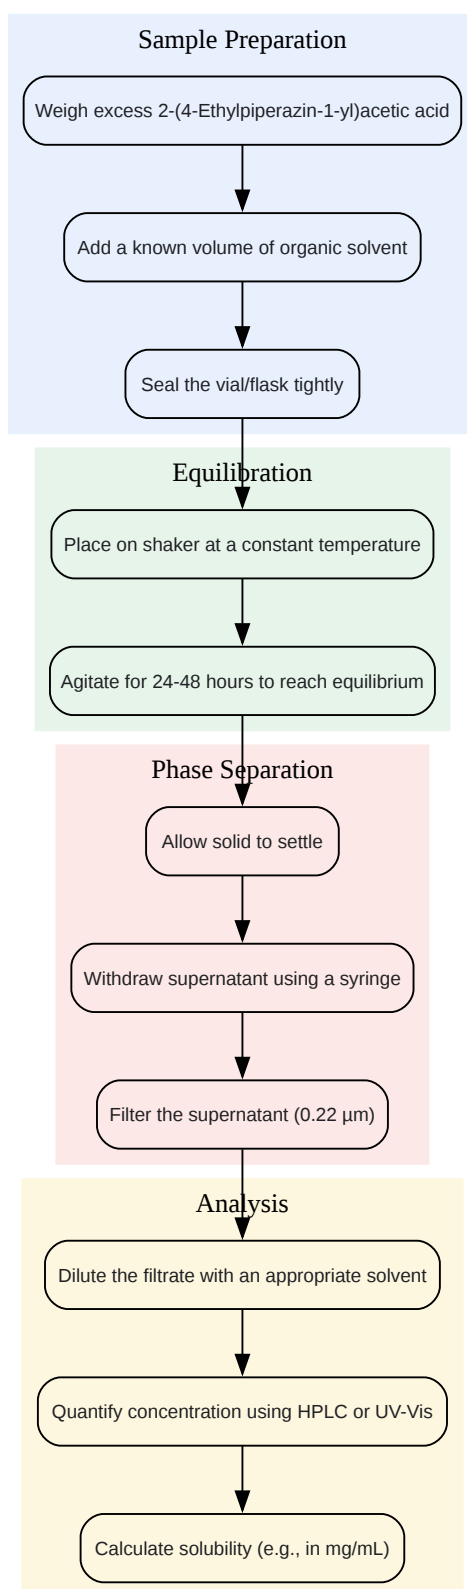 Sample Preparation
Weigh excess 2-(4-Ethylpiperazin-1-yl)acetic acid
Add a known volume of organic solvent
Seal the vial/flask tightly
Equilibration
Place on shaker at a constant temperature
Agitate for 24-48 hours to reach equilibrium
Phase Separation
Allow solid to settle
Withdraw supernatant using a syringe
Filter the supernatant (0.22 µm)
Analysis
Dilute the filtrate with an appropriate solvent
Quantify concentration using HPLC or UV-Vis
Calculate solubility (e.g., in mg/mL)